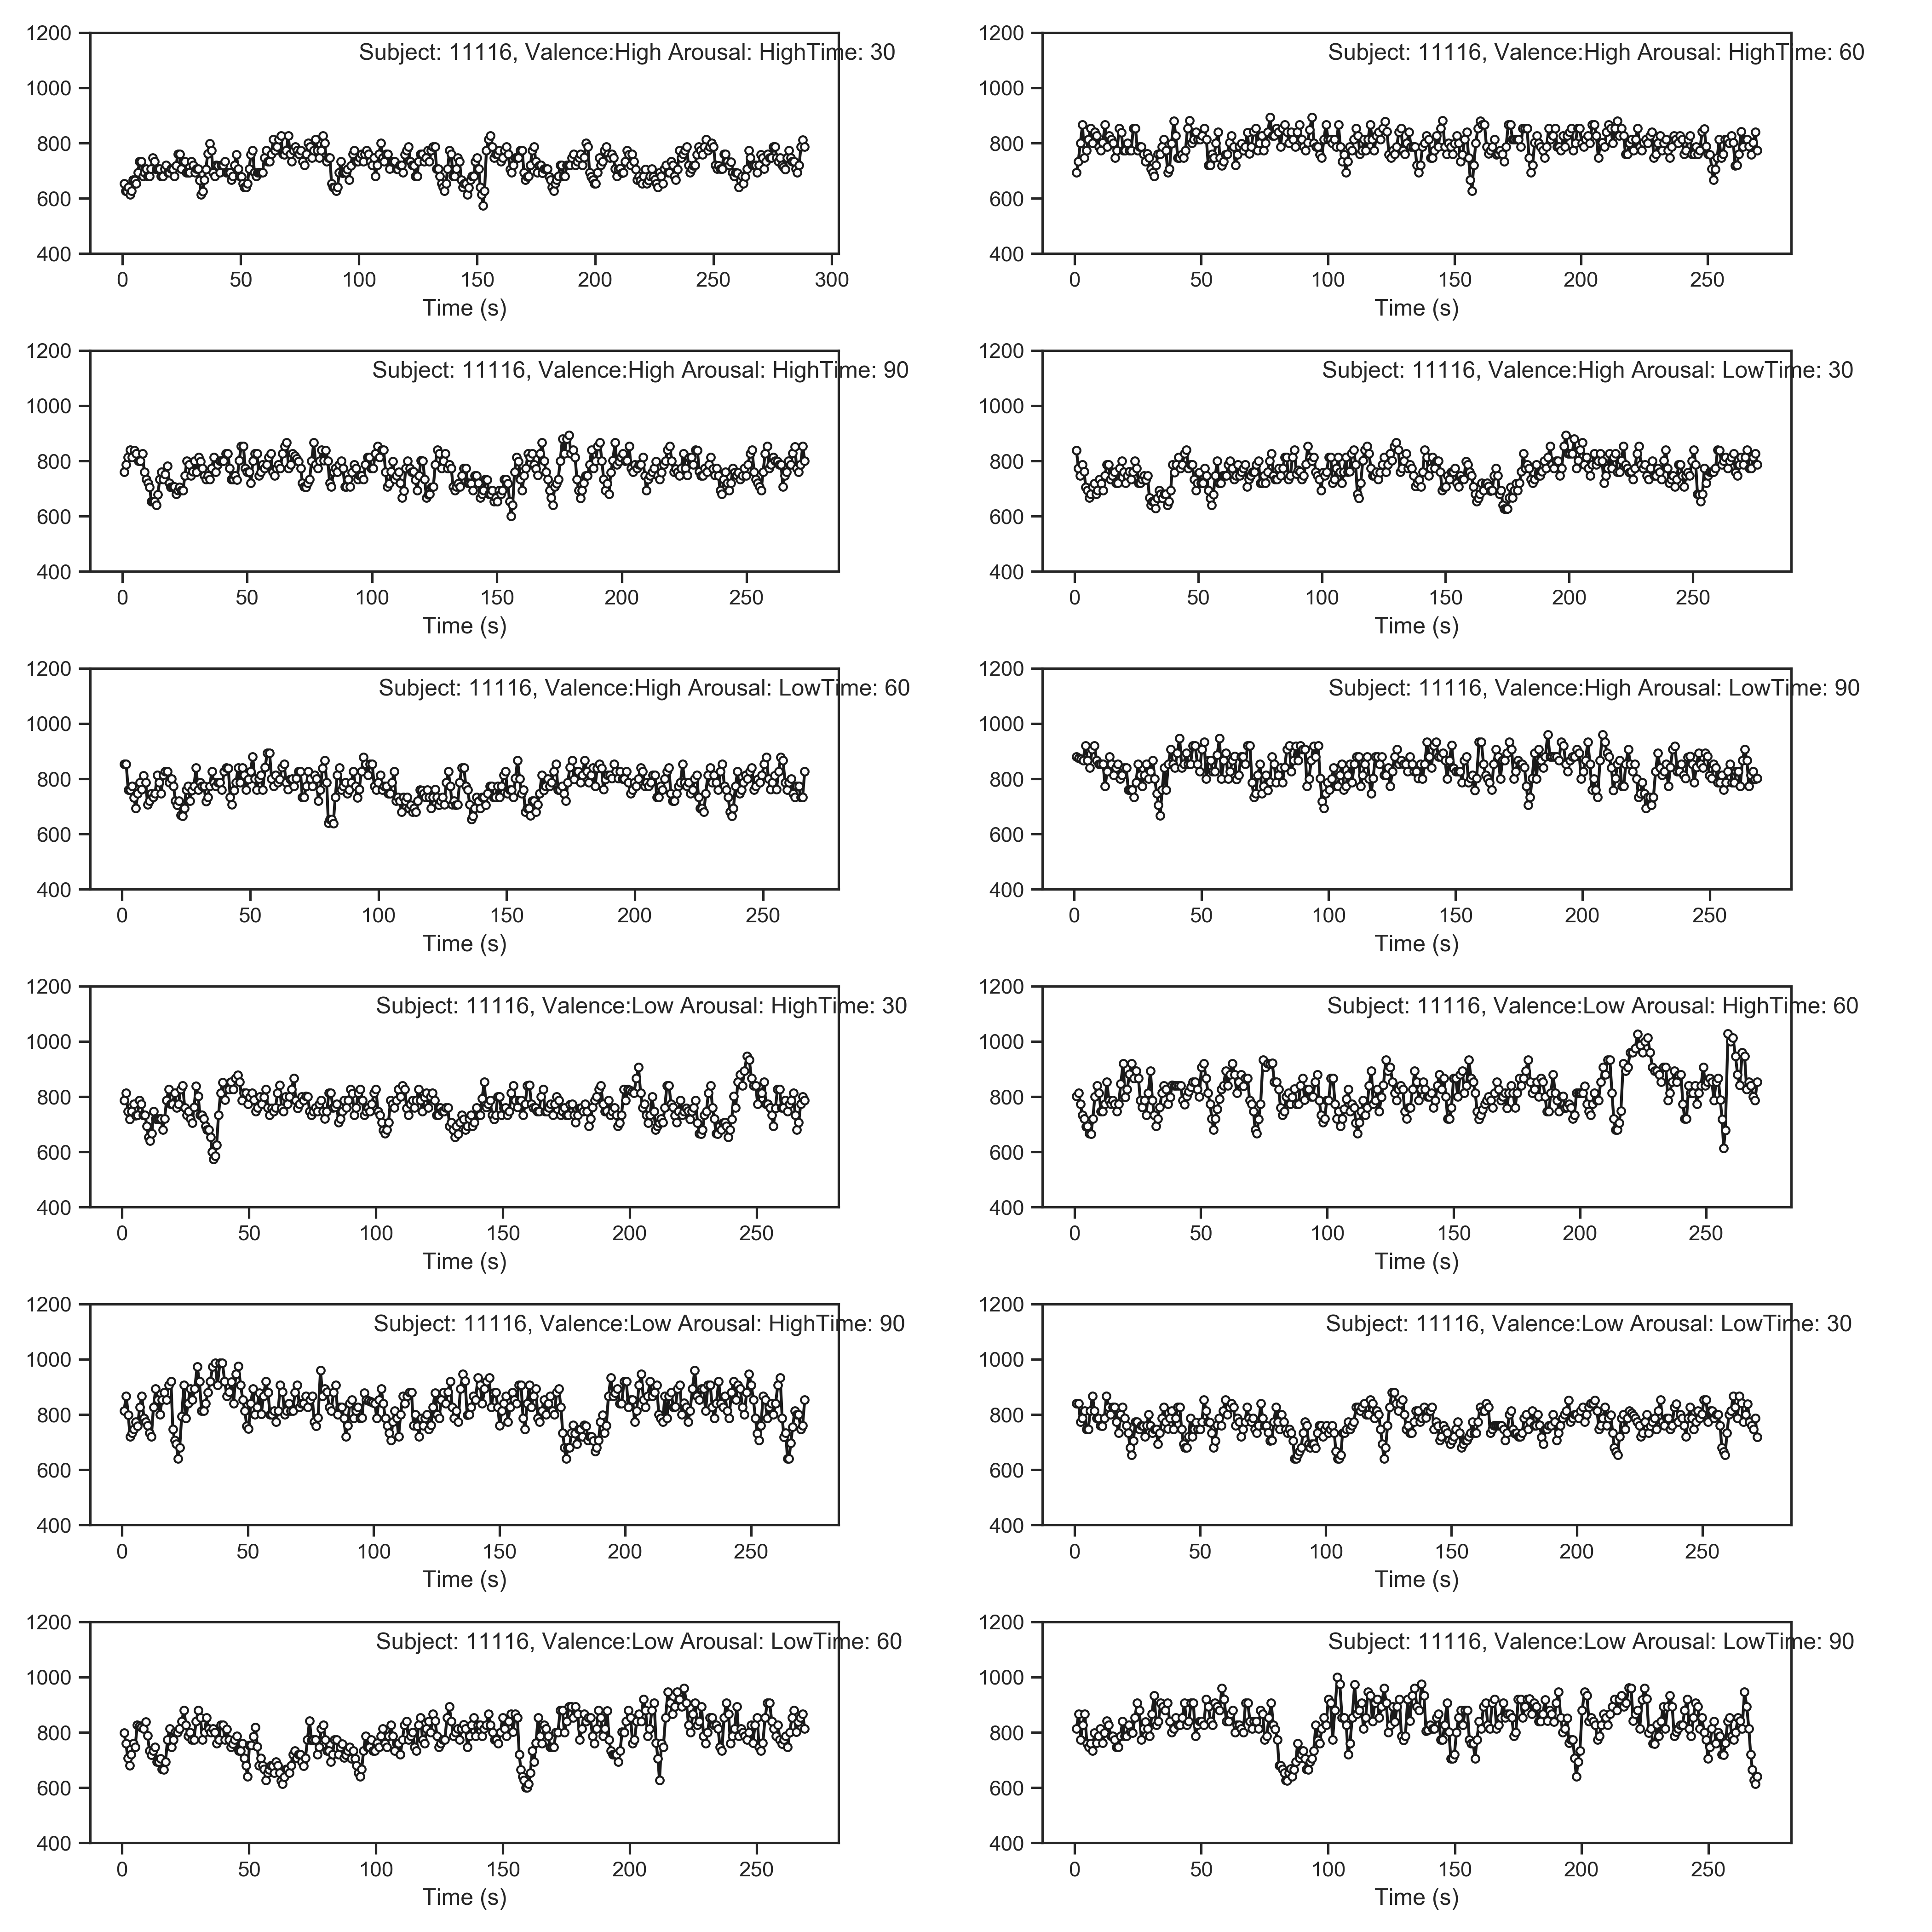 1200
Subject: 11116, Valence:High Arousal: HighTime: 30
1000
800
600
400
0 50 100 150 200 250 300
Time (s)
1200
Subject: 11116, Valence:High Arousal: HighTime: 60
1000
800
600
400
0 50 100 150 200 250
Time (s)
1200
Subject: 11116, Valence:High Arousal: HighTime: 90
1000
800
600
400
0 50 100 150 200 250
Time (s)
1200
Subject: 11116, Valence:High Arousal: LowTime: 30
1000
800
600
400
0 50 100 150 200 250
Time (s)
1200
Subject: 11116, Valence:High Arousal: LowTime: 60
1000
800
600
400
0 50 100 150 200 250
Time (s)
1200
Subject: 11116, Valence:High Arousal: LowTime: 90
1000
800
600
400
0 50 100 150 200 250
Time (s)
1200
Subject: 11116, Valence:Low Arousal: HighTime: 30
1000
800
600
400
0 50 100 150 200 250
Time (s)
1200
Subject: 11116, Valence:Low Arousal: HighTime: 60
1000
800
600
400
0 50 100 150 200 250
Time (s)
1200
Subject: 11116, Valence:Low Arousal: HighTime: 90
1000
800
600
400
0 50 100 150 200 250
Time (s)
1200
Subject: 11116, Valence:Low Arousal: LowTime: 30
1000
800
600
400
0 50 100 150 200 250
Time (s)
1200
Subject: 11116, Valence:Low Arousal: LowTime: 60
1000
800
600
400
0 50 100 150 200 250
Time (s)
1200
Subject: 11116, Valence:Low Arousal: LowTime: 90
1000
800
600
400
0 50 100 150 200 250
Time (s)